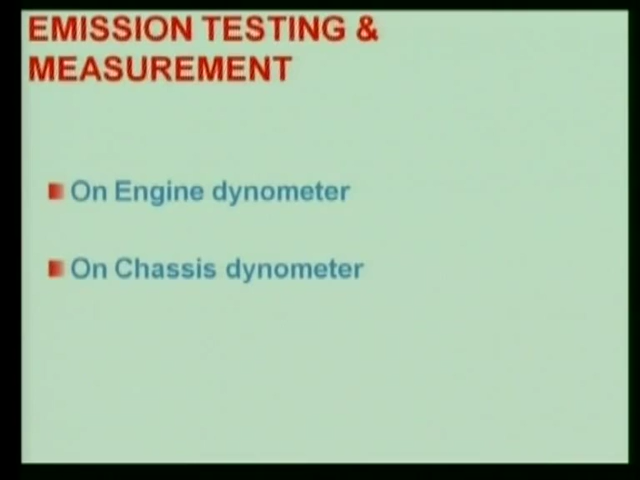 EMISSION TESTING &
MEASUREMENT
On Engine dynometer
On Chassis dynometer